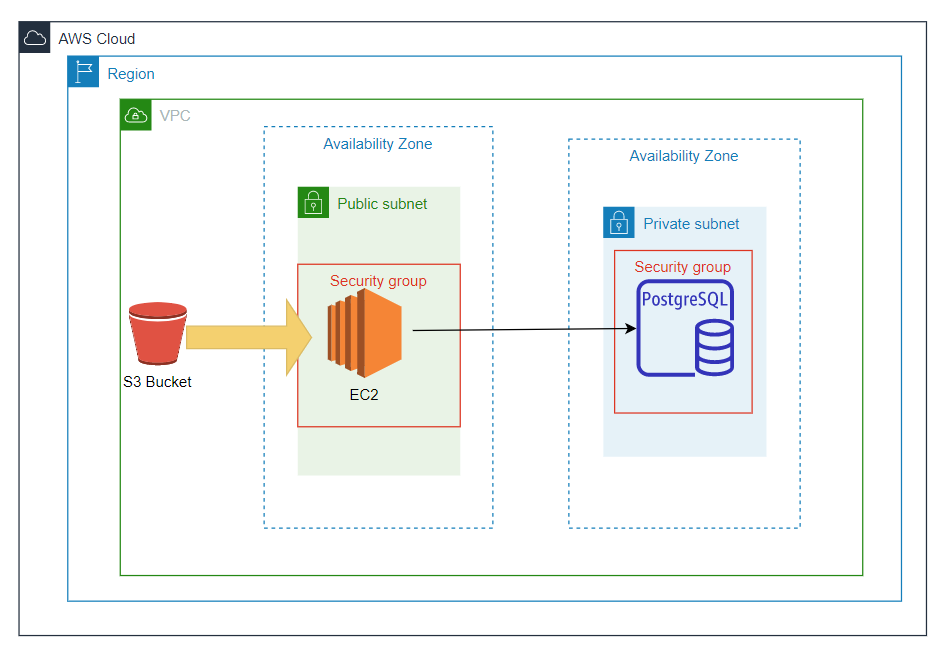 AWS Cloud
Region
VPC
Availability Zone
Public subnet
Security group
EC2
S3 Bucket
Availability Zone
Private subnet
Security group
PostgreSQL